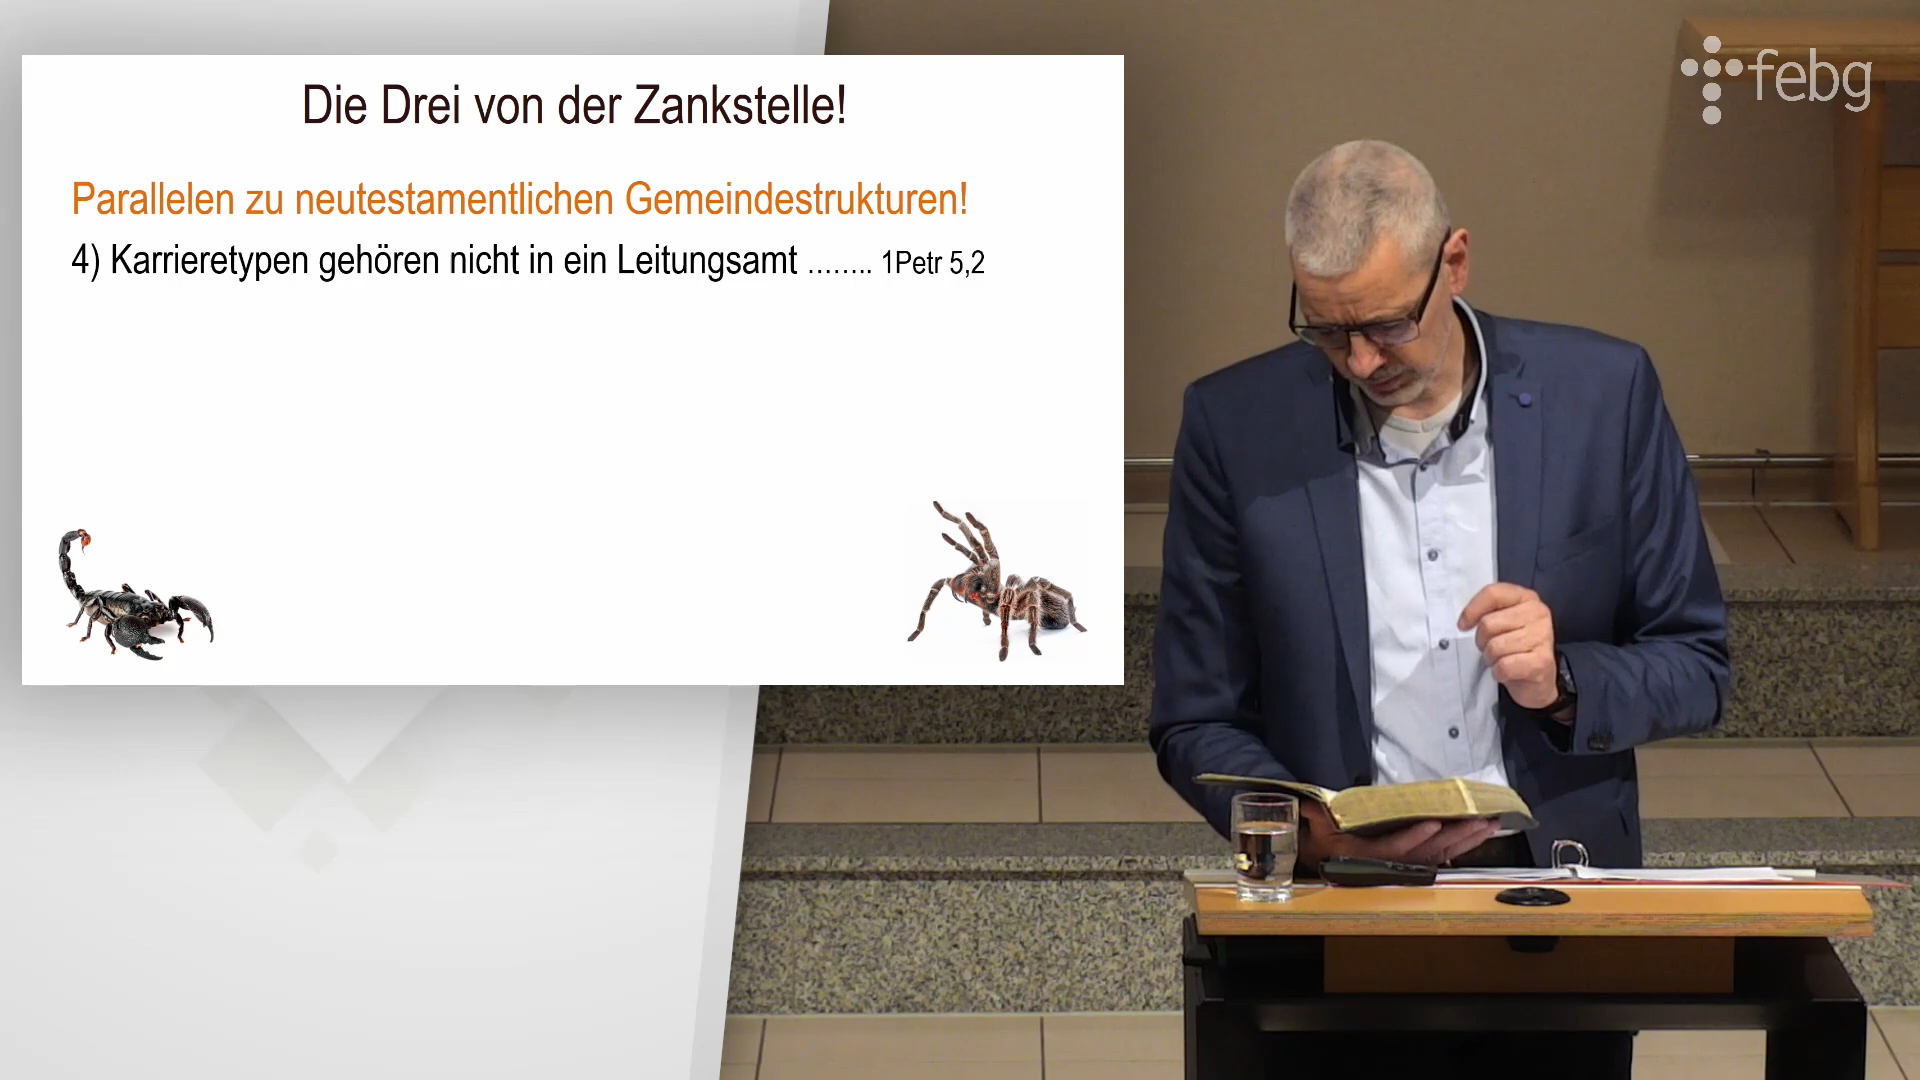 Die Drei von der Zankstelle!
Parallelen zu neutestamentlichen Gemeindestrukturen!
4) Karrieretypen gehören nicht in ein Leitungsamt ........ 1Petr 5,2
febg